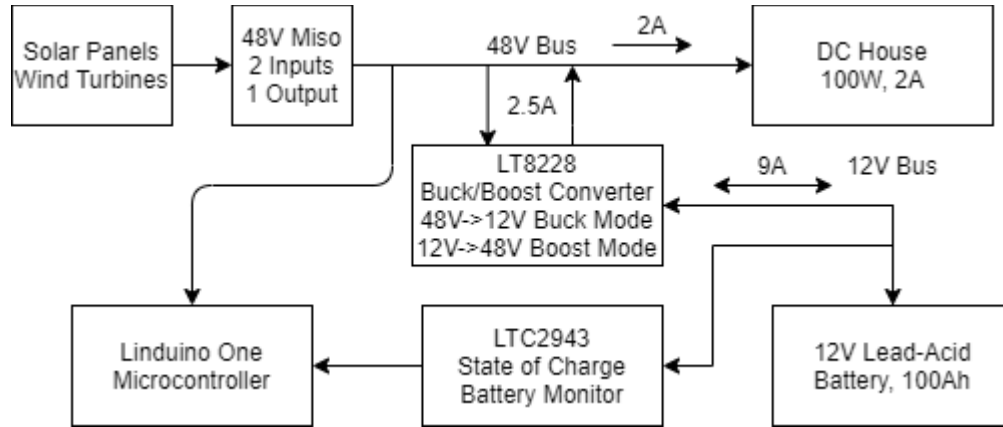 Solar Panels
Wind Turbines
48V Miso
2 Inputs
1 Output
48V Bus
2A
DC House
100W, 2A
2.5A
LT8228
Buck/Boost Converter
48V->12V Buck Mode
12V->48V Boost Mode
9A
12V Bus
Linduino One
Microcontroller
LTC2943
State of Charge
Battery Monitor
12V Lead-Acid
Battery, 100Ah